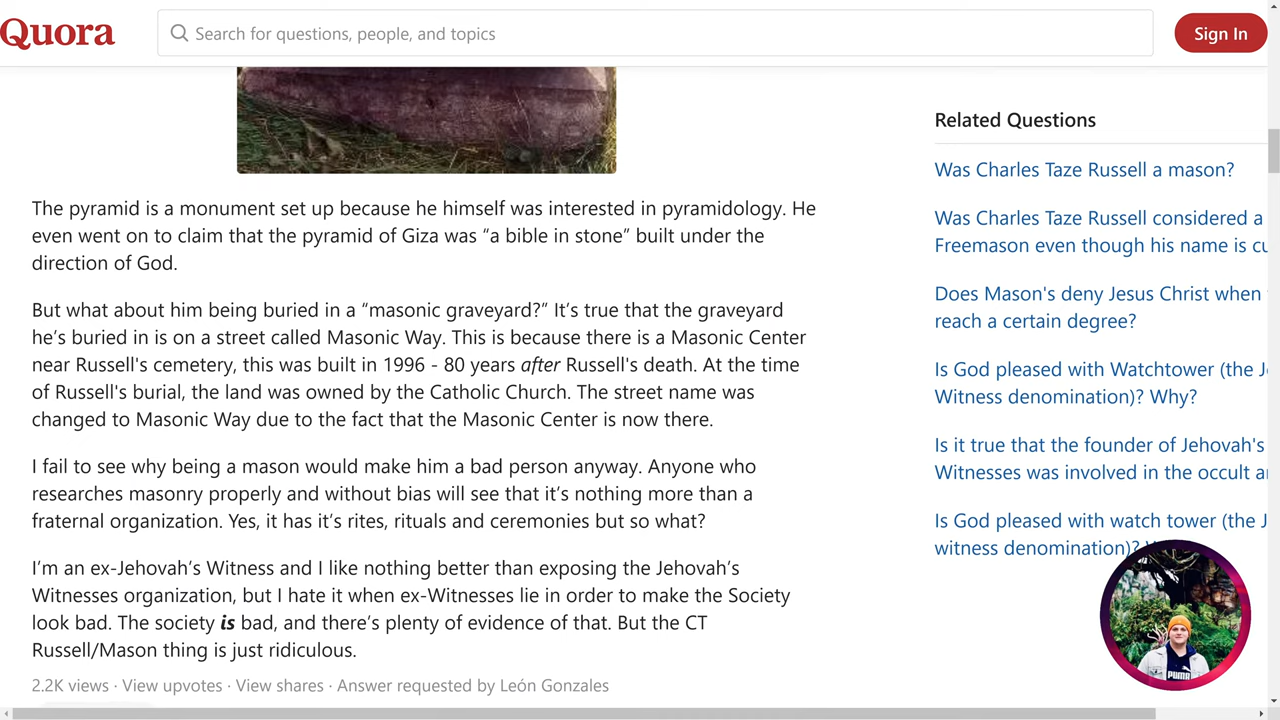 Quora
Search for questions, people, and topics
Sign In
The pyramid is a monument set up because he himself was interested in pyramidology. He
even went on to claim that the pyramid of Giza was “a bible in stone” built under the
direction of God.
But what about him being buried in a “masonic graveyard?” It’s true that the graveyard
he’s buried in is on a street called Masonic Way. This is because there is a Masonic Center
near Russell's cemetery, this was built in 1996 - 80 years after Russell's death. At the time
of Russell's burial, the land was owned by the Catholic Church. The street name was
changed to Masonic Way due to the fact that the Masonic Center is now there.
I fail to see why being a mason would make him a bad person anyway. Anyone who
researches masonry properly and without bias will see that it’s nothing more than a
fraternal organization. Yes, it has it’s rites, rituals and ceremonies but so what?
I’m an ex-Jehovah’s Witness and I like nothing better than exposing the Jehovah’s
Witnesses organization, but I hate it when ex-Witnesses lie in order to make the Society
look bad. The society is bad, and there’s plenty of evidence of that. But the CT
Russell/Mason thing is just ridiculous.
2.2K views · View upvotes · View shares · Answer requested by León Gonzales
Related Questions
Was Charles Taze Russell a mason?
Was Charles Taze Russell considered a
Freemason even though his name is cu
Does Mason's deny Jesus Christ when
reach a certain degree?
Is God pleased with Watchtower (the J
Witness denomination)? Why?
Is it true that the founder of Jehovah's
Witnesses was involved in the occult a
Is God pleased with watch tower (the J
witness denomination)?
PUMA